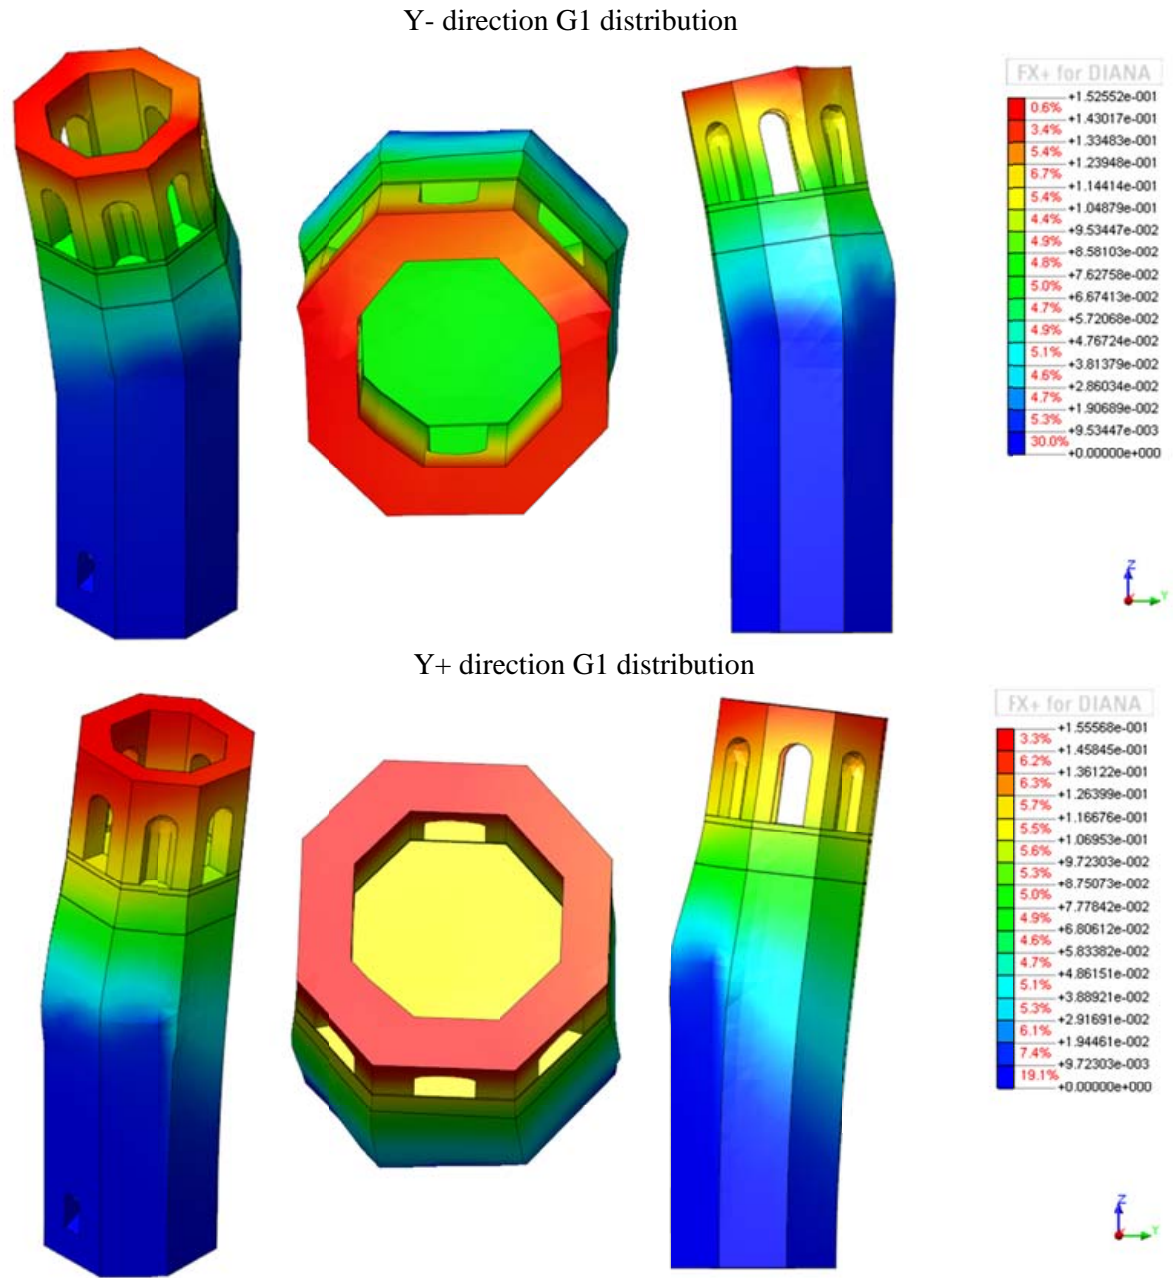 Y- direction G1 distribution
FX+ for DIANA
+1.52552e-001
0.6%
+1.43017e-001
3.4%
+1.33483e-001
5.4%
+1.23948e-001
6.7%
+1.14414e-001
5.4%
+1.04879e-001
4.4%
+9.53447e-002
4.9%
+8.58103e-002
4.8%
+7.62758e-002
5.0%
+6.67413e-002
4.7%
+5.72068e-002
4.9%
+4.76724e-002
5.1%
+3.81379e-002
4.6%
+2.86034e-002
4.7%
+1.90689e-002
5.3%
+9.53447e-003
30.0%
+0.00000e+000
Z
Y
Y+ direction G1 distribution
FX+ for DIANA
+1.55568e-001
3.3%
+1.45845e-001
6.2%
+1.36122e-001
6.3%
+1.26399e-001
5.7%
+1.16676e-001
5.5%
+1.06953e-001
5.6%
+9.72303e-002
5.3%
+8.75073e-002
5.0%
+7.77842e-002
4.9%
+6.80612e-002
4.6%
+5.83382e-002
4.7%
+4.86151e-002
5.1%
+3.88921e-002
5.3%
+2.91691e-002
6.1%
+1.94461e-002
7.4%
+9.72303e-003
19.1%
+0.00000e+000
Z
Y